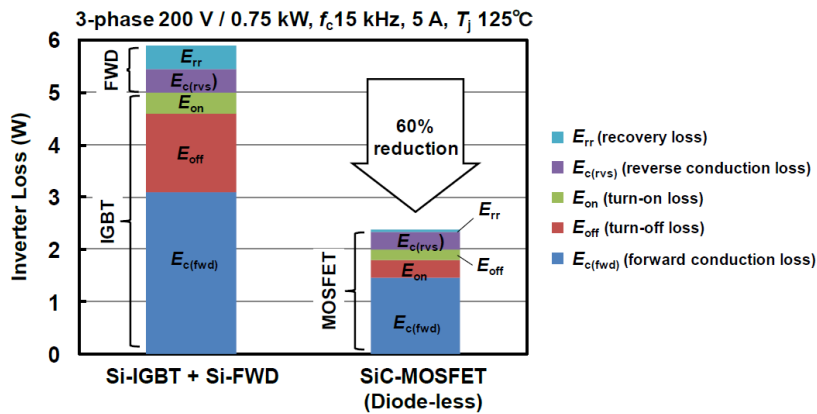 3-phase 200 V / 0.75 kW, fc15 kHz, 5 A, Tj 125°C
Inverter Loss (W)
6
5
4
3
2
1
0
FWD
IGBT
Err
Ec(rvs)
Eon
Eoff
Ec(fwd)
60%
reduction
MOSFET
Err
Ec(rvs)
Eoff
Eon
Ec(fwd)
Si-IGBT + Si-FWD
SiC-MOSFET
(Diode-less)
Err (recovery loss)
Ec(rvs) (reverse conduction loss)
Eon (turn-on loss)
Eoff (turn-off loss)
Ec(fwd) (forward conduction loss)